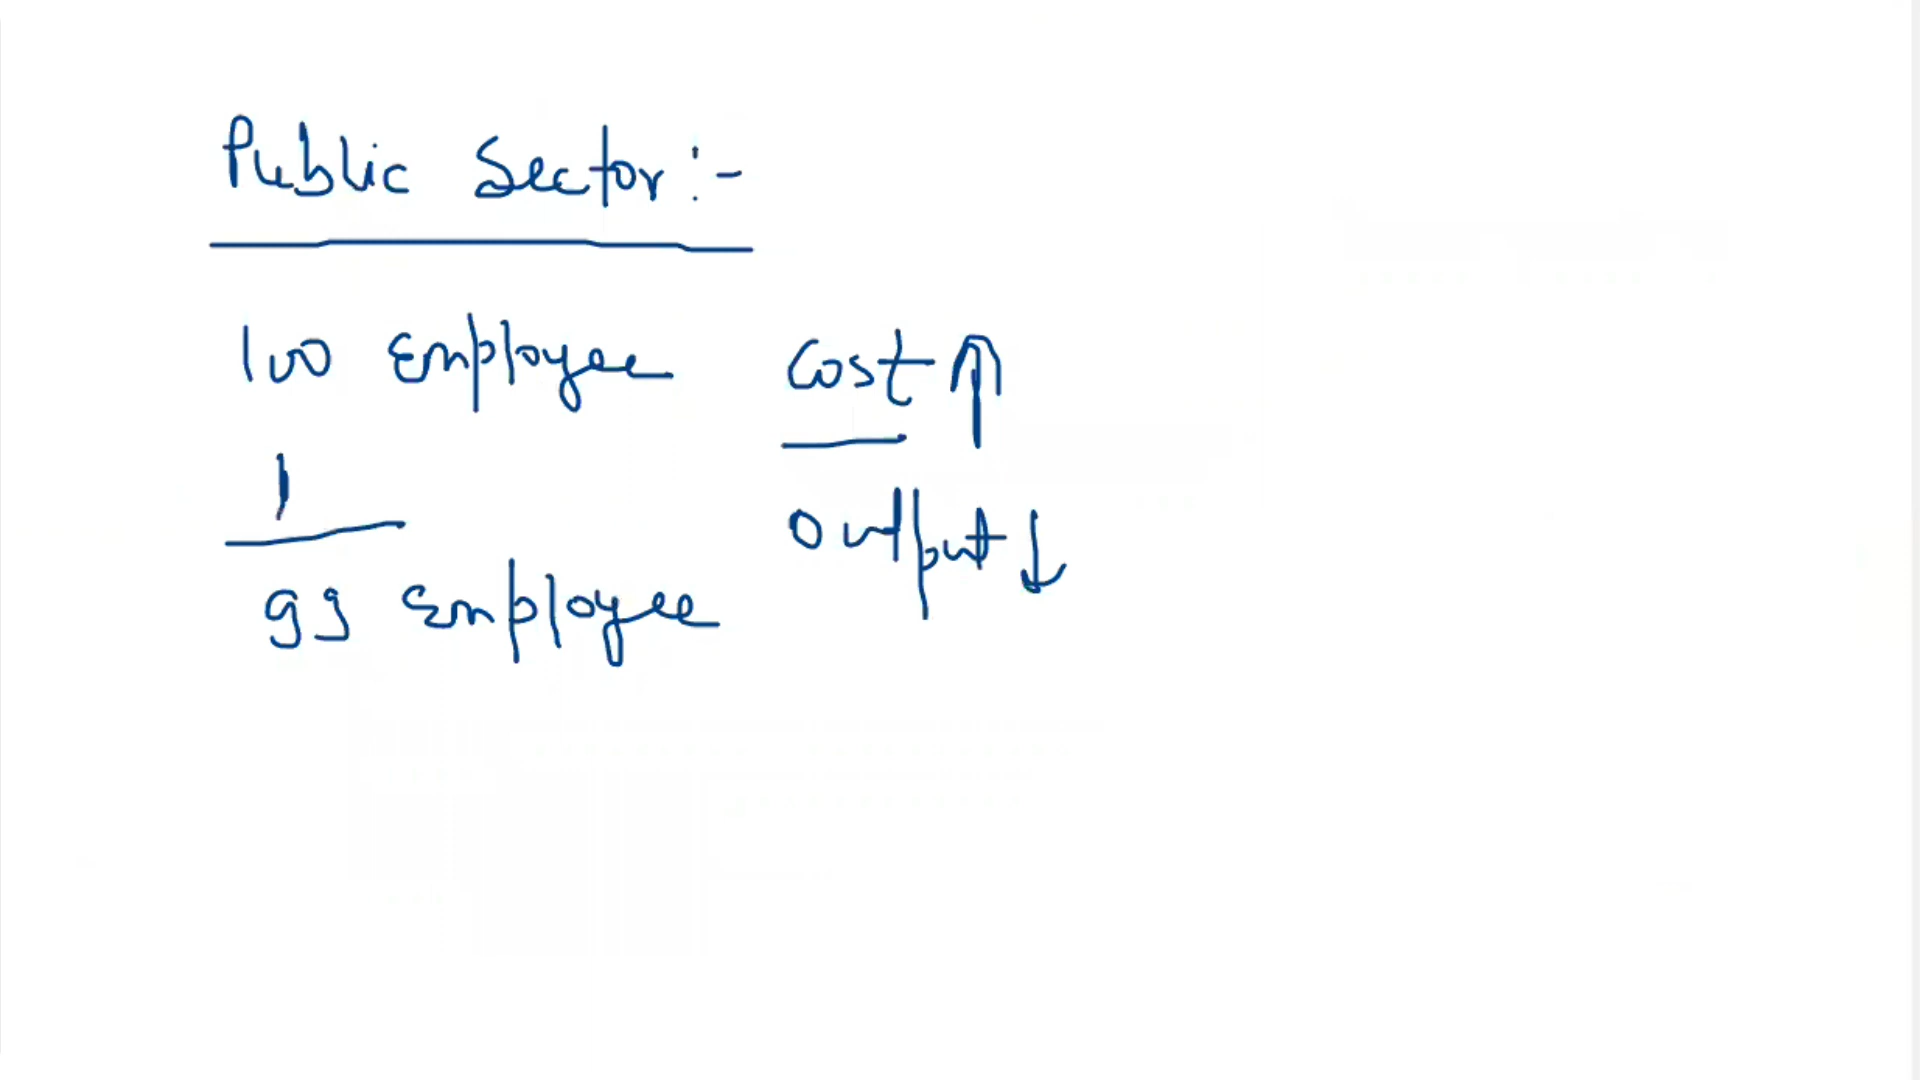 Public Sector :-
100 Employee Cost ↑
1
Output ↓
99 Employee